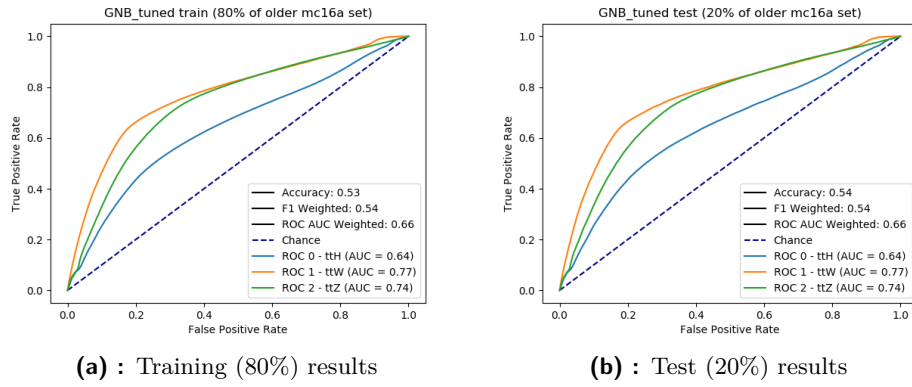 GNB_tuned train (80% of older mc16a set)
True Positive Rate
1.0
0.8
0.6
0.4
0.2
0.0
Accuracy: 0.53
F1 Weighted: 0.54
ROC AUC Weighted: 0.66
Chance
ROC 0 - ttH (AUC = 0.64)
ROC 1 - ttW (AUC = 0.77)
ROC 2 - ttZ (AUC = 0.74)
0.0 0.2 0.4 0.6 0.8 1.0
False Positive Rate
(a) : Training (80%) results
GNB_tuned test (20% of older mc16a set)
True Positive Rate
1.0
0.8
0.6
0.4
0.2
0.0
Accuracy: 0.54
F1 Weighted: 0.54
ROC AUC Weighted: 0.66
Chance
ROC 0 - ttH (AUC = 0.64)
ROC 1 - ttW (AUC = 0.77)
ROC 2 - ttZ (AUC = 0.74)
0.0 0.2 0.4 0.6 0.8 1.0
False Positive Rate
(b) : Test (20%) results